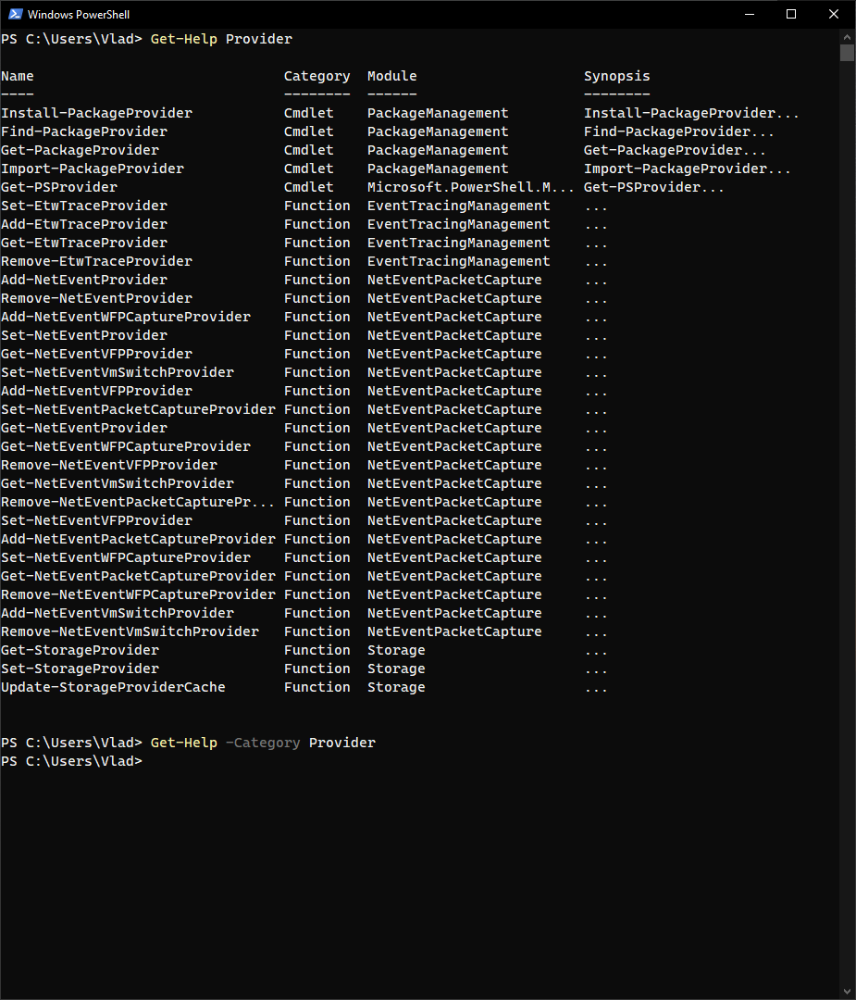 Windows PowerShell
PS C:\Users\Vlad> Get-Help Provider
Name Category Module Synopsis
---- -------- ------ --------
Install-PackageProvider Cmdlet PackageManagement Install-PackageProvider...
Find-PackageProvider Cmdlet PackageManagement Find-PackageProvider...
Get-PackageProvider Cmdlet PackageManagement Get-PackageProvider...
Import-PackageProvider Cmdlet PackageManagement Import-PackageProvider...
Get-PSProvider Cmdlet Microsoft.PowerShell.M... Get-PSProvider...
Set-EtwTraceProvider Function EventTracingManagement ...
Add-EtwTraceProvider Function EventTracingManagement ...
Get-EtwTraceProvider Function EventTracingManagement ...
Remove-EtwTraceProvider Function EventTracingManagement ...
Add-NetEventProvider Function NetEventPacketCapture ...
Remove-NetEventProvider Function NetEventPacketCapture ...
Add-NetEventWFPCaptureProvider Function NetEventPacketCapture ...
Set-NetEventProvider Function NetEventPacketCapture ...
Get-NetEventVFPProvider Function NetEventPacketCapture ...
Set-NetEventVmSwitchProvider Function NetEventPacketCapture ...
Add-NetEventVFPProvider Function NetEventPacketCapture ...
Set-NetEventPacketCaptureProvider Function NetEventPacketCapture ...
Get-NetEventProvider Function NetEventPacketCapture ...
Get-NetEventWFPCaptureProvider Function NetEventPacketCapture ...
Remove-NetEventVFPProvider Function NetEventPacketCapture ...
Get-NetEventVmSwitchProvider Function NetEventPacketCapture ...
Remove-NetEventPacketCapturePr... Function NetEventPacketCapture ...
Set-NetEventVFPProvider Function NetEventPacketCapture ...
Add-NetEventPacketCaptureProvider Function NetEventPacketCapture ...
Set-NetEventWFPCaptureProvider Function NetEventPacketCapture ...
Get-NetEventPacketCaptureProvider Function NetEventPacketCapture ...
Remove-NetEventWFPCaptureProvider Function NetEventPacketCapture ...
Add-NetEventVmSwitchProvider Function NetEventPacketCapture ...
Remove-NetEventVmSwitchProvider Function NetEventPacketCapture ...
Get-StorageProvider Function Storage ...
Set-StorageProvider Function Storage ...
Update-StorageProviderCache Function Storage ...
PS C:\Users\Vlad> Get-Help -Category Provider
PS C:\Users\Vlad>